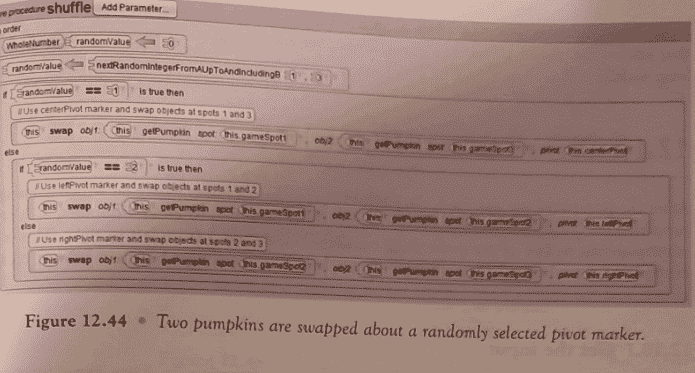 re procedure shuffle Add Parameter...
order
WholeNumber randomValue 0
randomValue nextRandomIntegerFromAUpToAndIncludingB 1 , 3
if randomValue == 1 is true then
//Use centerPivot marker and swap objects at spots 1 and 3
this swap obj1: this getPumpkin spot this.gameSpot1 , obj2 this getPumpkin spot this.gameSpot3 , pivot this.centerPivot
else
if randomValue == 2 is true then
//Use leftPivot marker and swap objects at spots 1 and 2
this swap obj1: this getPumpkin spot this.gameSpot1 , obj2 this getPumpkin spot this.gameSpot2 , pivot this.leftPivot
else
//Use rightPivot marker and swap objects at spots 2 and 3
this swap obj1: this getPumpkin spot this.gameSpot2 , obj2 this getPumpkin spot this.gameSpot3 , pivot this.rightPivot
Figure 12.44 • Two pumpkins are swapped about a randomly selected pivot marker.